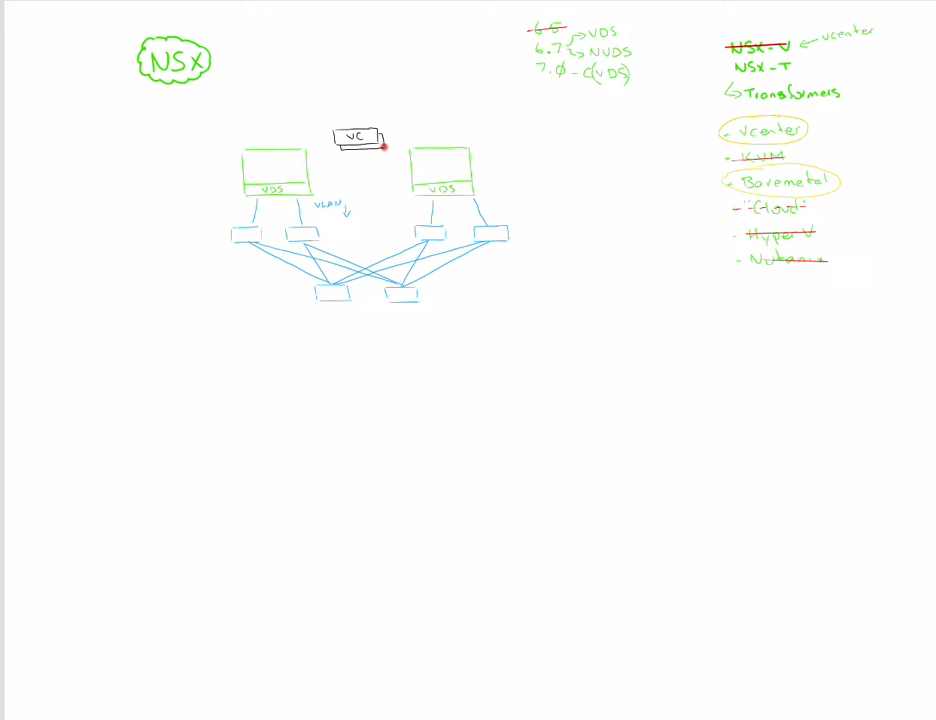 NSX
6.5
6.7 VDS
NVDS
7.0 - C(VDS)
NSX-V vcenter
NSX-T
Transformers
- vcenter
- KVM
- Baremetal
- "Cloud"
- Hyper V
- Nutanix
VC
VDS
VDS
VLAN